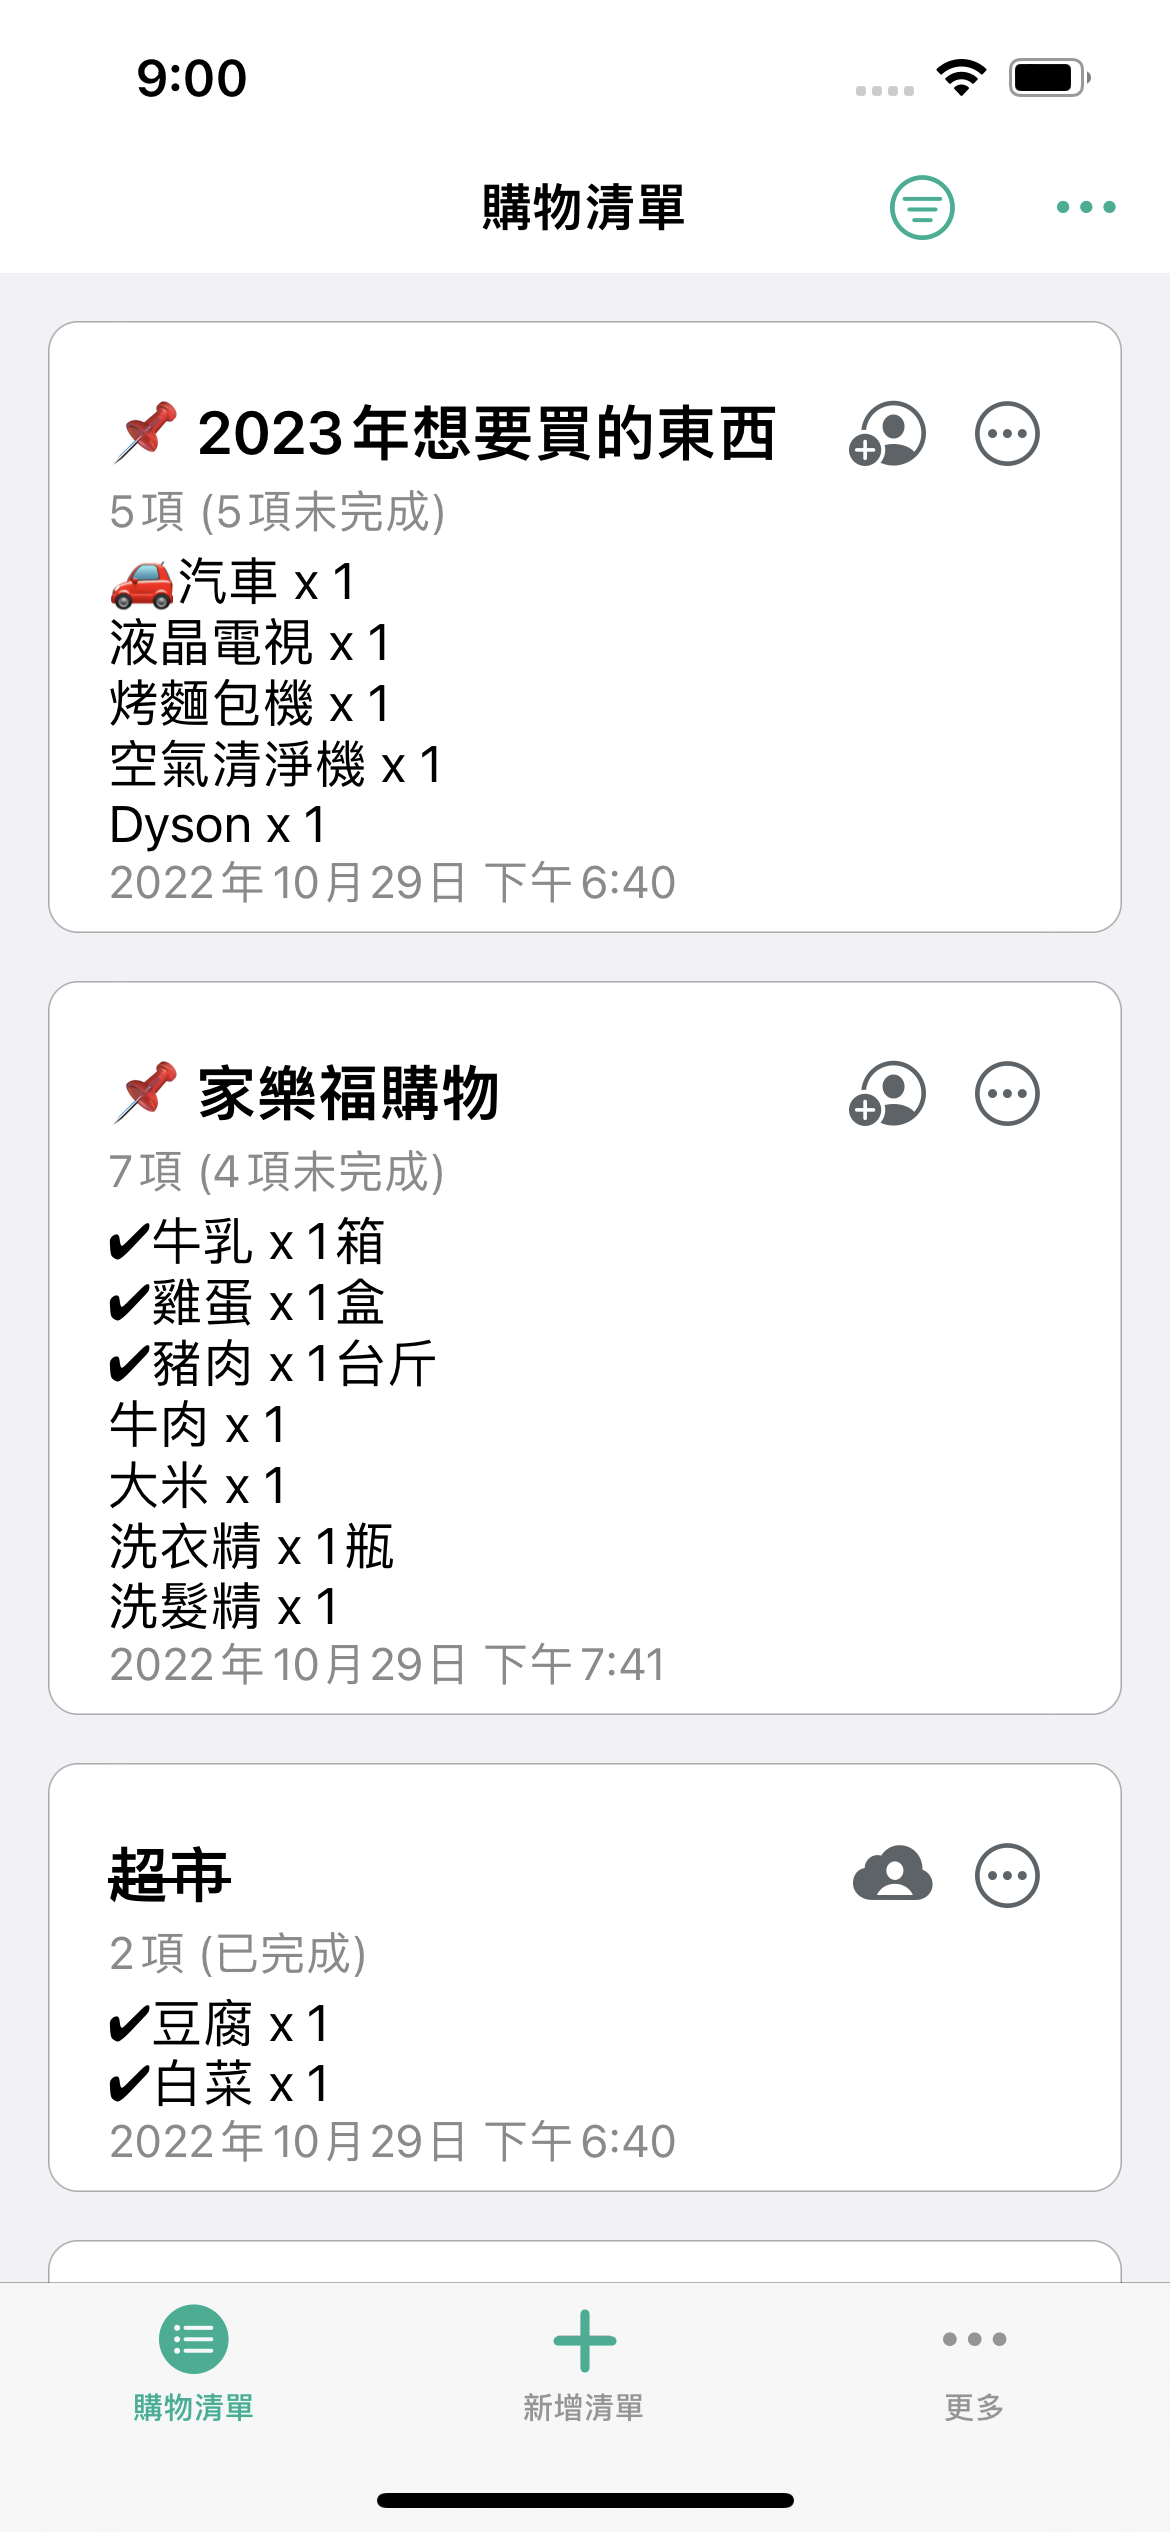 9:00
購物清單
📌 2023年想要買的東西
5項 (5項未完成)
🚗汽車 x 1
液晶電視 x 1
烤麵包機 x 1
空氣清淨機 x 1
Dyson x 1
2022年10月29日 下午6:40
📌 家樂福購物
7項 (4項未完成)
✔牛乳 x 1箱
✔雞蛋 x 1盒
✔豬肉 x 1台斤
牛肉 x 1
大米 x 1
洗衣精 x 1瓶
洗髮精 x 1
2022年10月29日 下午7:41
超市
2項 (已完成)
✔豆腐 x 1
✔白菜 x 1
2022年10月29日 下午6:40
購物清單
新增清單
更多